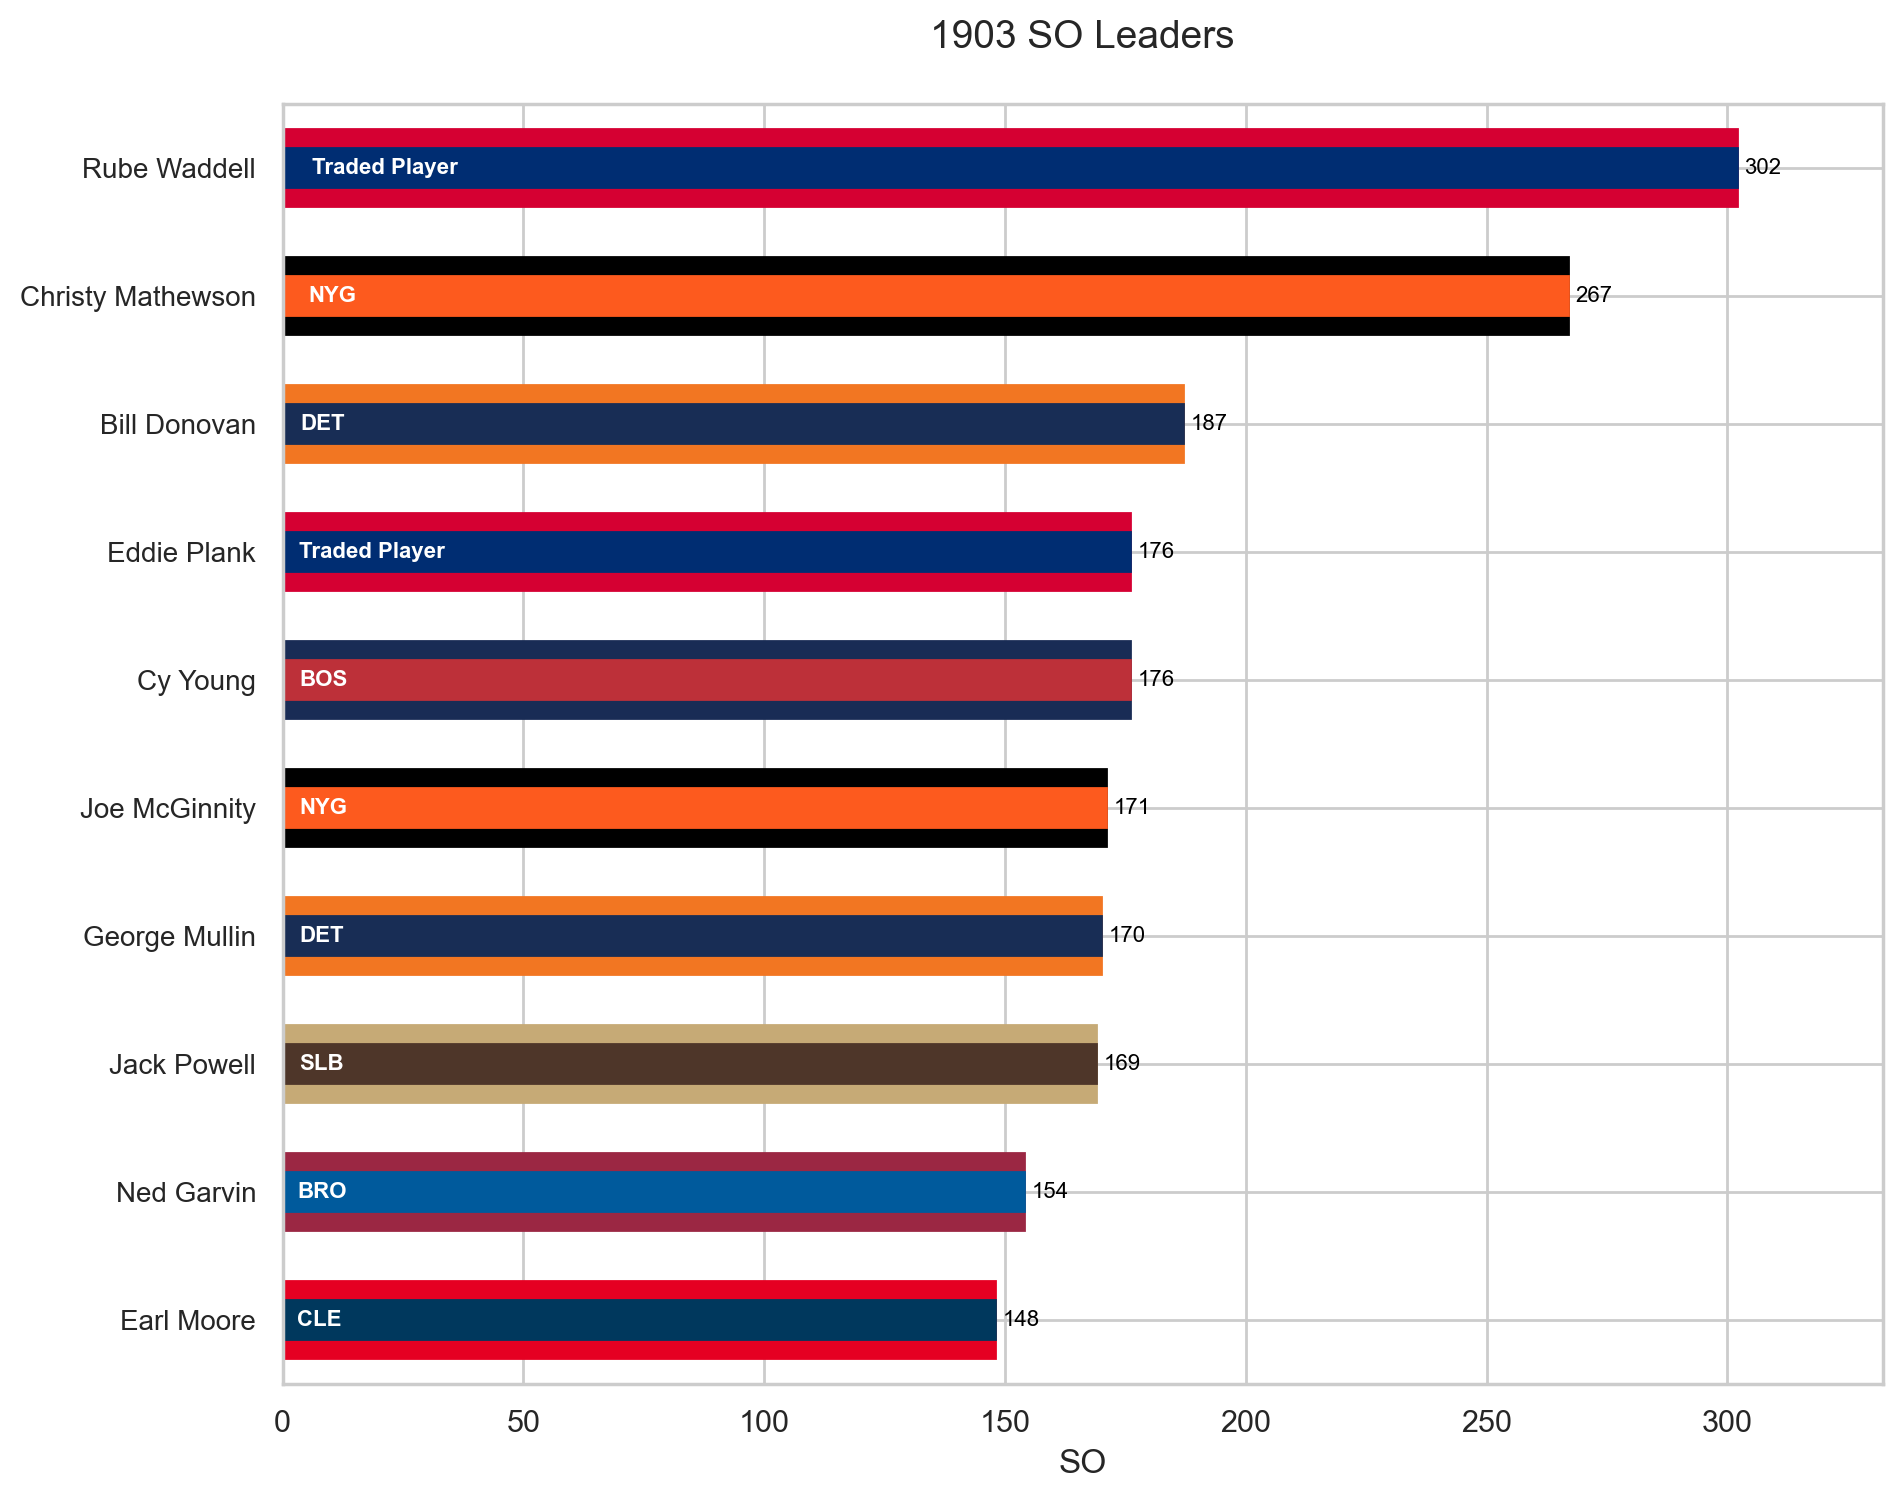 1903 SO Leaders
Rube Waddell
Traded Player
302
Christy Mathewson
NYG
267
Bill Donovan
DET
187
Eddie Plank
Traded Player
176
Cy Young
BOS
176
Joe McGinnity
NYG
171
George Mullin
DET
170
Jack Powell
SLB
169
Ned Garvin
BRO
154
Earl Moore
CLE
148
0 50 100 150 200 250 300
SO